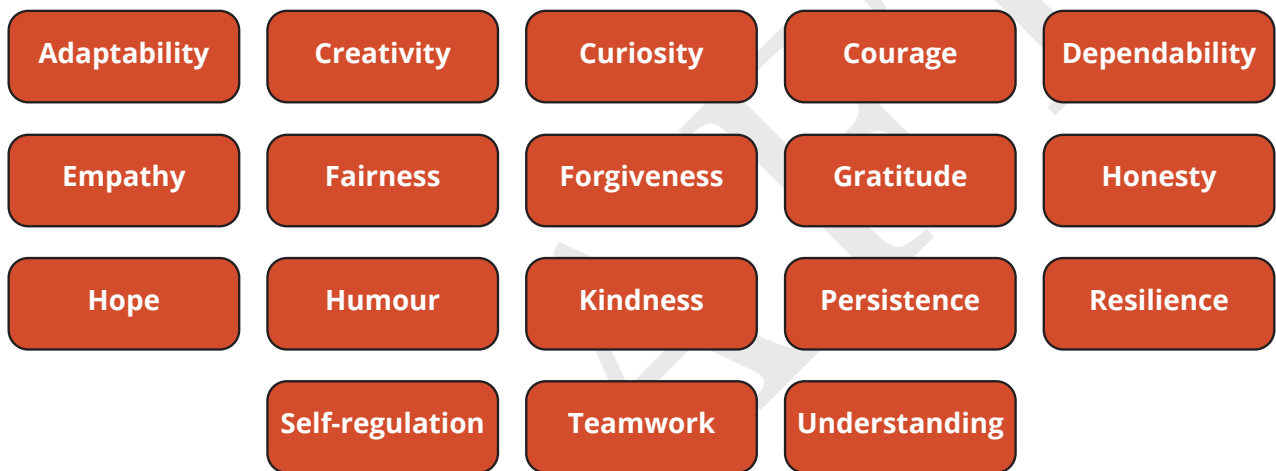 Adaptability Creativity Curiosity Courage Dependability
Empathy Fairness Forgiveness Gratitude Honesty
Hope Humour Kindness Persistence Resilience
Self-regulation Teamwork Understanding